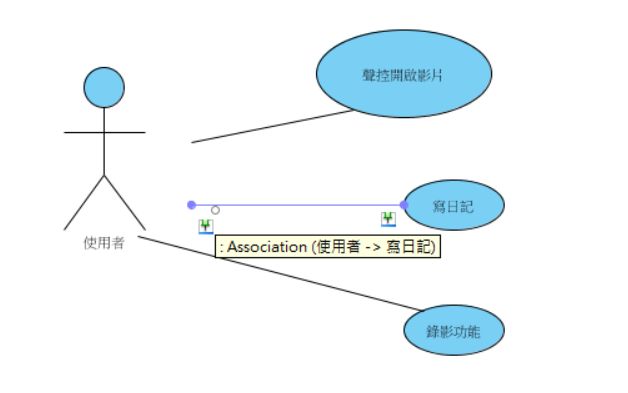 聲控開啟影片
寫日記
使用者
: Association (使用者 -> 寫日記)
錄影功能